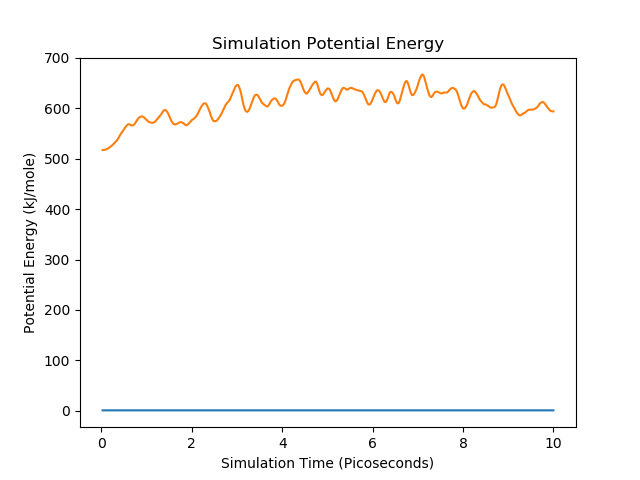 Simulation Potential Energy
700
600
500
400
300
200
100
0
Potential Energy (kJ/mole)
0 2 4 6 8 10
Simulation Time (Picoseconds)